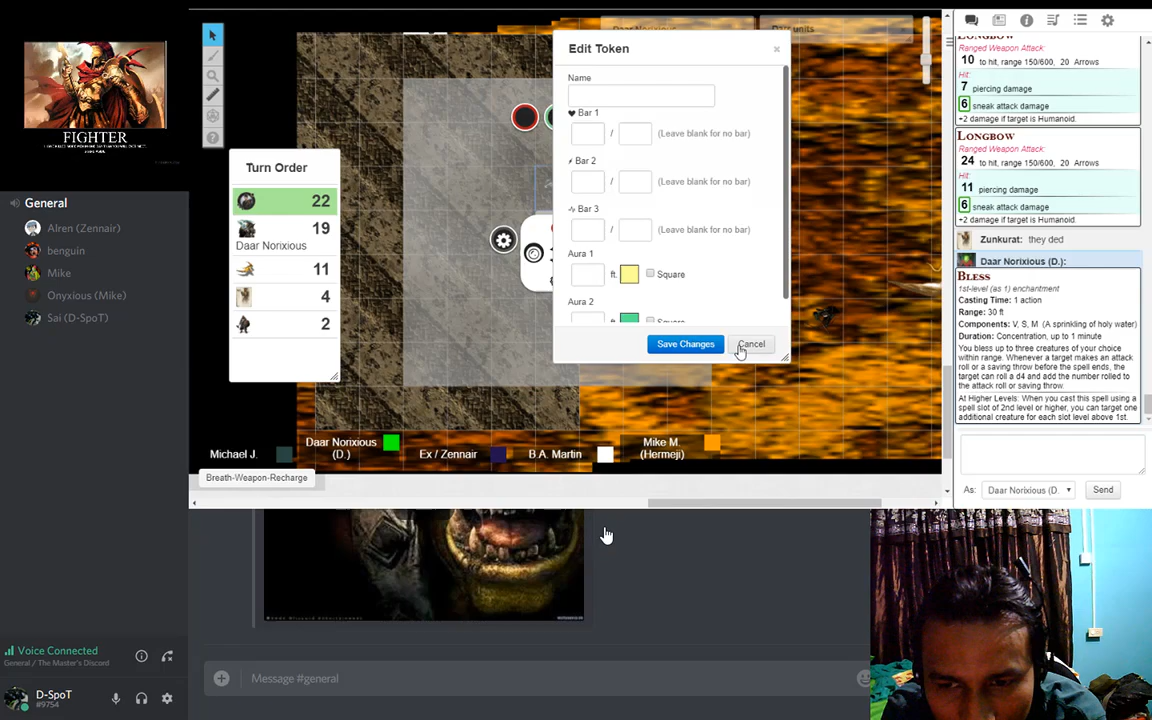 FIGHTER
General
Alren (Zennair)
benguin
Mike
Onyxious (Mike)
Sai (D-SpoT)
Voice Connected
General / The Master's Discord
D-SpoT
#9754
Turn Order
22
19
Daar Norixious
11
4
2
Edit Token
×
Name
Bar 1
/
(Leave blank for no bar)
Bar 2
/
(Leave blank for no bar)
Bar 3
/
(Leave blank for no bar)
Aura 1
ft.
Square
Aura 2
Save Changes
Cancel
Michael J.
Daar Norixious
(D.)
Ex / Zennair
B.A. Martin
Mike M.
(Hermeji)
Breath-Weapon-Recharge
Message #general
LONGBOW
Ranged Weapon Attack:
10 to hit, range 150/600, 20 Arrows
Hit:
7 piercing damage
6 sneak attack damage
+2 damage if target is Humanoid.
LONGBOW
Ranged Weapon Attack:
24 to hit, range 150/600, 20 Arrows
Hit:
11 piercing damage
6 sneak attack damage
+2 damage if target is Humanoid.
Zunkurat: they ded
Daar Norixious (D.):
BLESS
1st-level (as 1) enchantment
Casting Time: 1 action
Range: 30 ft
Components: V, S, M (A sprinkling of holy water)
Duration: Concentration, up to 1 minute
You bless up to three creatures of your choice
within range. Whenever a target makes an attack
roll or a saving throw before the spell ends, the
target can roll a d4 and add the number rolled to
the attack roll or saving throw.
At Higher Levels: When you cast this spell using a
spell slot of 2nd level or higher, you can target one
additional creature for each slot level above 1st.
As:
Daar Norixious (D.
Send